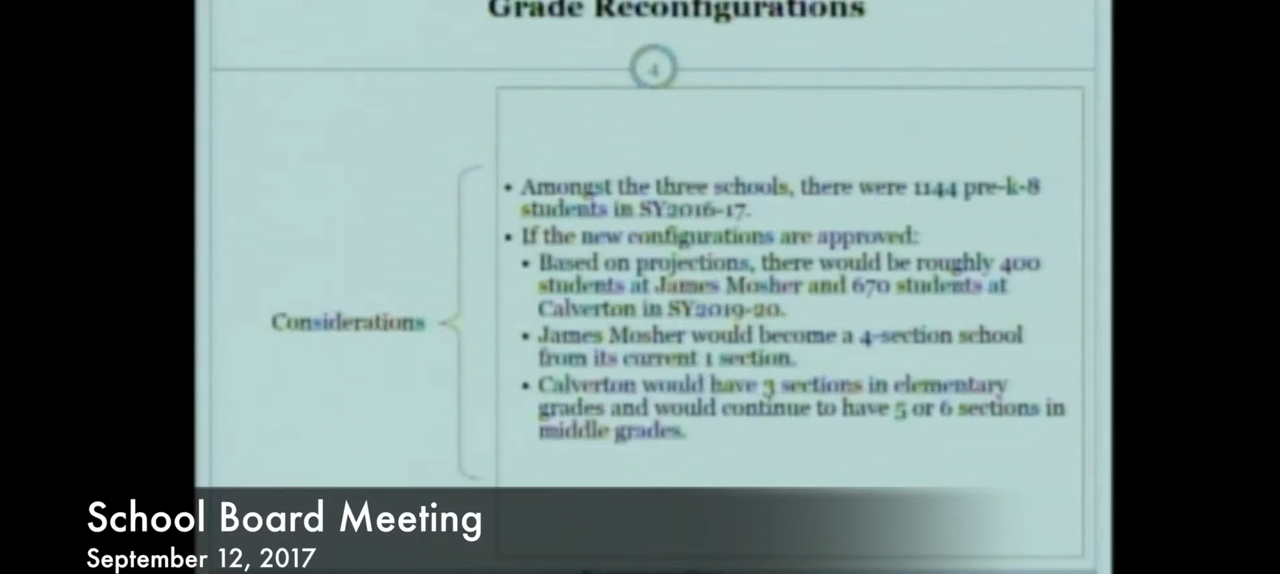 Grade Reconfigurations
4
• Amongst the three schools, there were 1144 pre-k-8
students in SY2016-17.
• If the new configurations are approved:
• Based on projections, there would be roughly 400
students at James Mosher and 670 students at
Calverton in SY2019-20.
Considerations
• James Mosher would become a 4-section school
from its current 1 section.
• Calverton would have 3 sections in elementary
grades and would continue to have 5 or 6 sections in
middle grades.
School Board Meeting
September 12, 2017